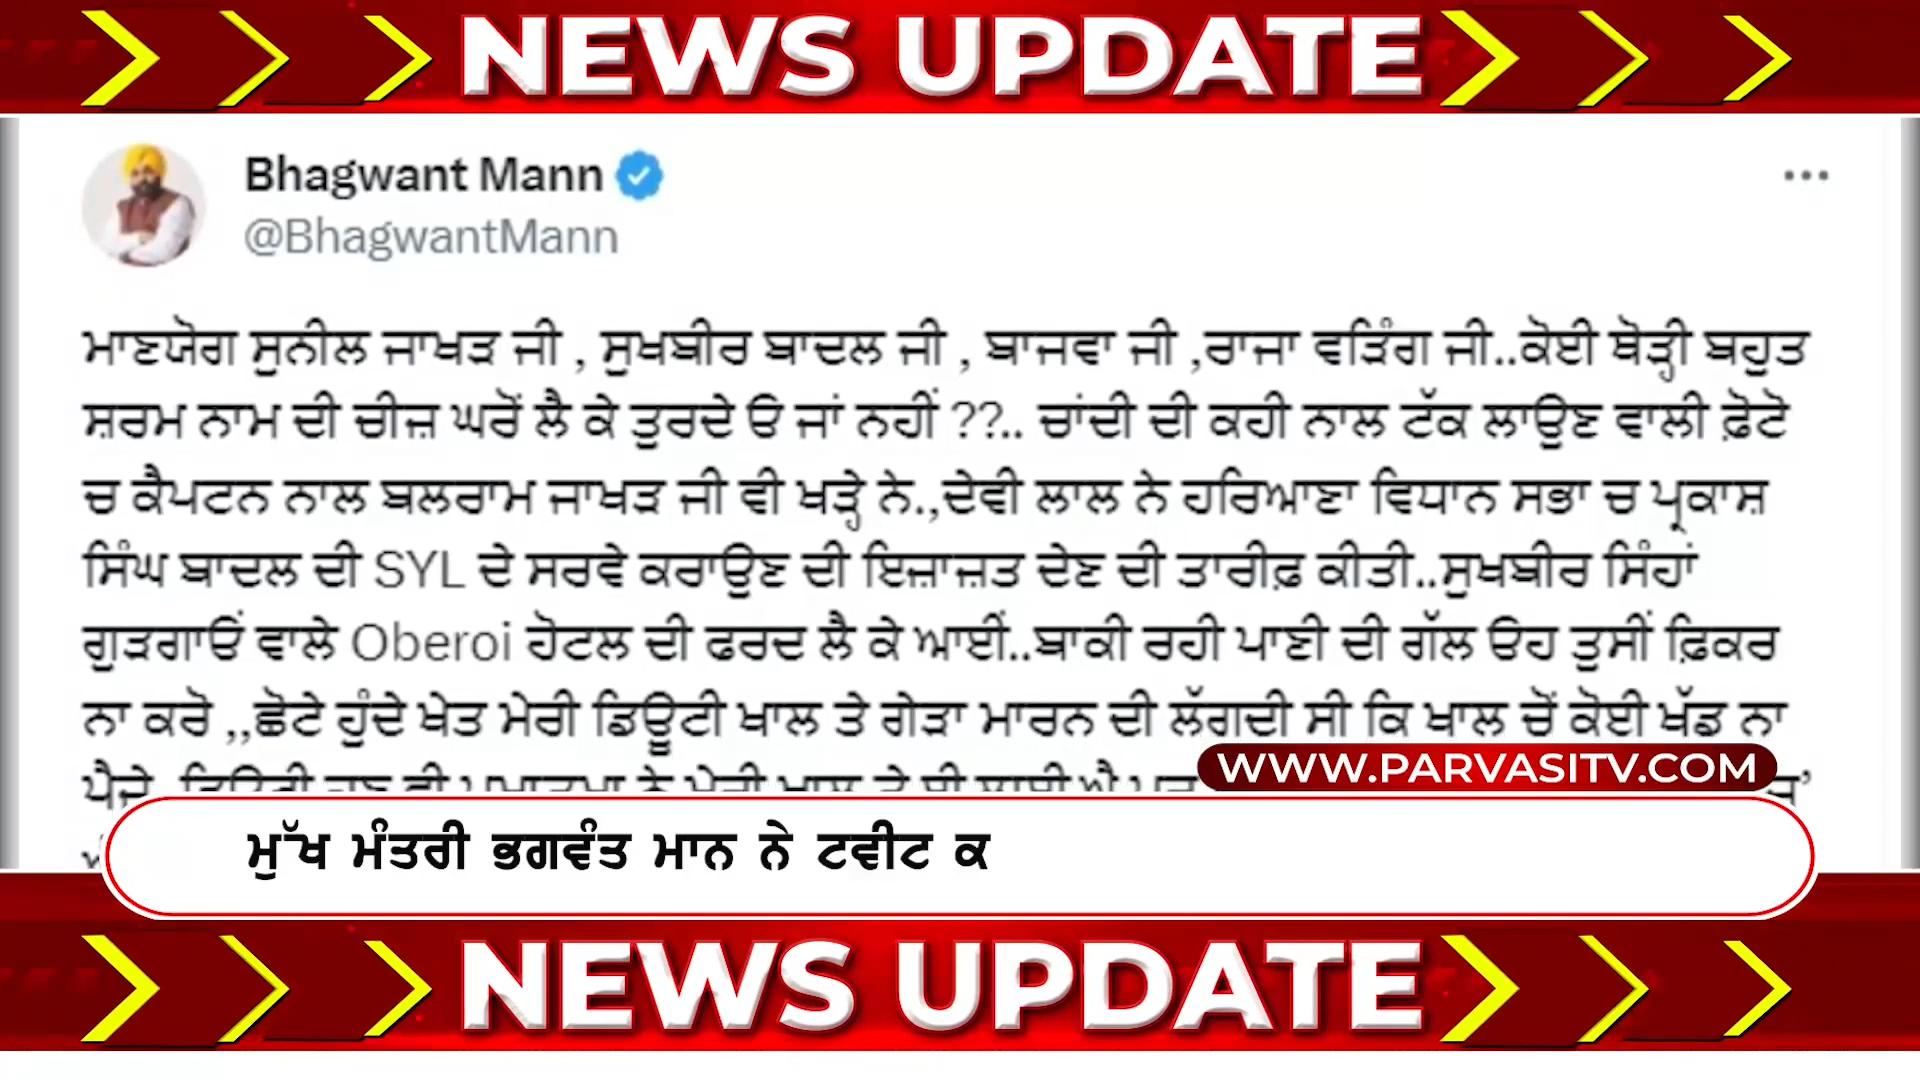 NEWS UPDATE
Bhagwant Mann
@BhagwantMann
ਮਾਣਯੋਗ ਸੁਨੀਲ ਜਾਖੜ ਜੀ , ਸੁਖਬੀਰ ਬਾਦਲ ਜੀ , ਬਾਜਵਾ ਜੀ ,ਰਾਜਾ ਵੜਿੰਗ ਜੀ..ਕੋਈ ਥੋੜ੍ਹੀ ਬਹੁਤ
ਸ਼ਰਮ ਨਾਮ ਦੀ ਚੀਜ਼ ਘਰੋਂ ਲੈ ਕੇ ਤੁਰਦੇ ਓ ਜਾਂ ਨਹੀਂ ??.. ਚਾਂਦੀ ਦੀ ਕਹੀ ਨਾਲ ਟੱਕ ਲਾਉਣ ਵਾਲੀ ਫ਼ੋਟੋ
ਚ ਕੈਪਟਨ ਨਾਲ ਬਲਰਾਮ ਜਾਖੜ ਜੀ ਵੀ ਖੜ੍ਹੇ ਨੇ.,ਦੇਵੀ ਲਾਲ ਨੇ ਹਰਿਆਣਾ ਵਿਧਾਨ ਸਭਾ ਚ ਪ੍ਰਕਾਸ਼
ਸਿੰਘ ਬਾਦਲ ਦੀ SYL ਦੇ ਸਰਵੇ ਕਰਾਉਣ ਦੀ ਇਜ਼ਾਜ਼ਤ ਦੇਣ ਦੀ ਤਾਰੀਫ਼ ਕੀਤੀ..ਸੁਖਬੀਰ ਸਿੰਹਾਂ
ਗੁੜਗਾਓਂ ਵਾਲੇ Oberoi ਹੋਟਲ ਦੀ ਫਰਦ ਲੈ ਕੇ ਆਈਂ..ਬਾਕੀ ਰਹੀ ਪਾਣੀ ਦੀ ਗੱਲ ਓਹ ਤੁਸੀਂ ਫ਼ਿਕਰ
ਨਾ ਕਰੋ ,,ਛੋਟੇ ਹੁੰਦੇ ਖੇਤ ਮੇਰੀ ਡਿਊਟੀ ਖਾਲ ਤੇ ਗੇੜਾ ਮਾਰਨ ਦੀ ਲੱਗਦੀ ਸੀ ਕਿ ਖਾਲ ਚੋਂ ਕੋਈ ਖੱਡ ਨਾ
WWW.PARVASITV.COM
ਮੁੱਖ ਮੰਤਰੀ ਭਗਵੰਤ ਮਾਨ ਨੇ ਟਵੀਟ ਕ
NEWS UPDATE